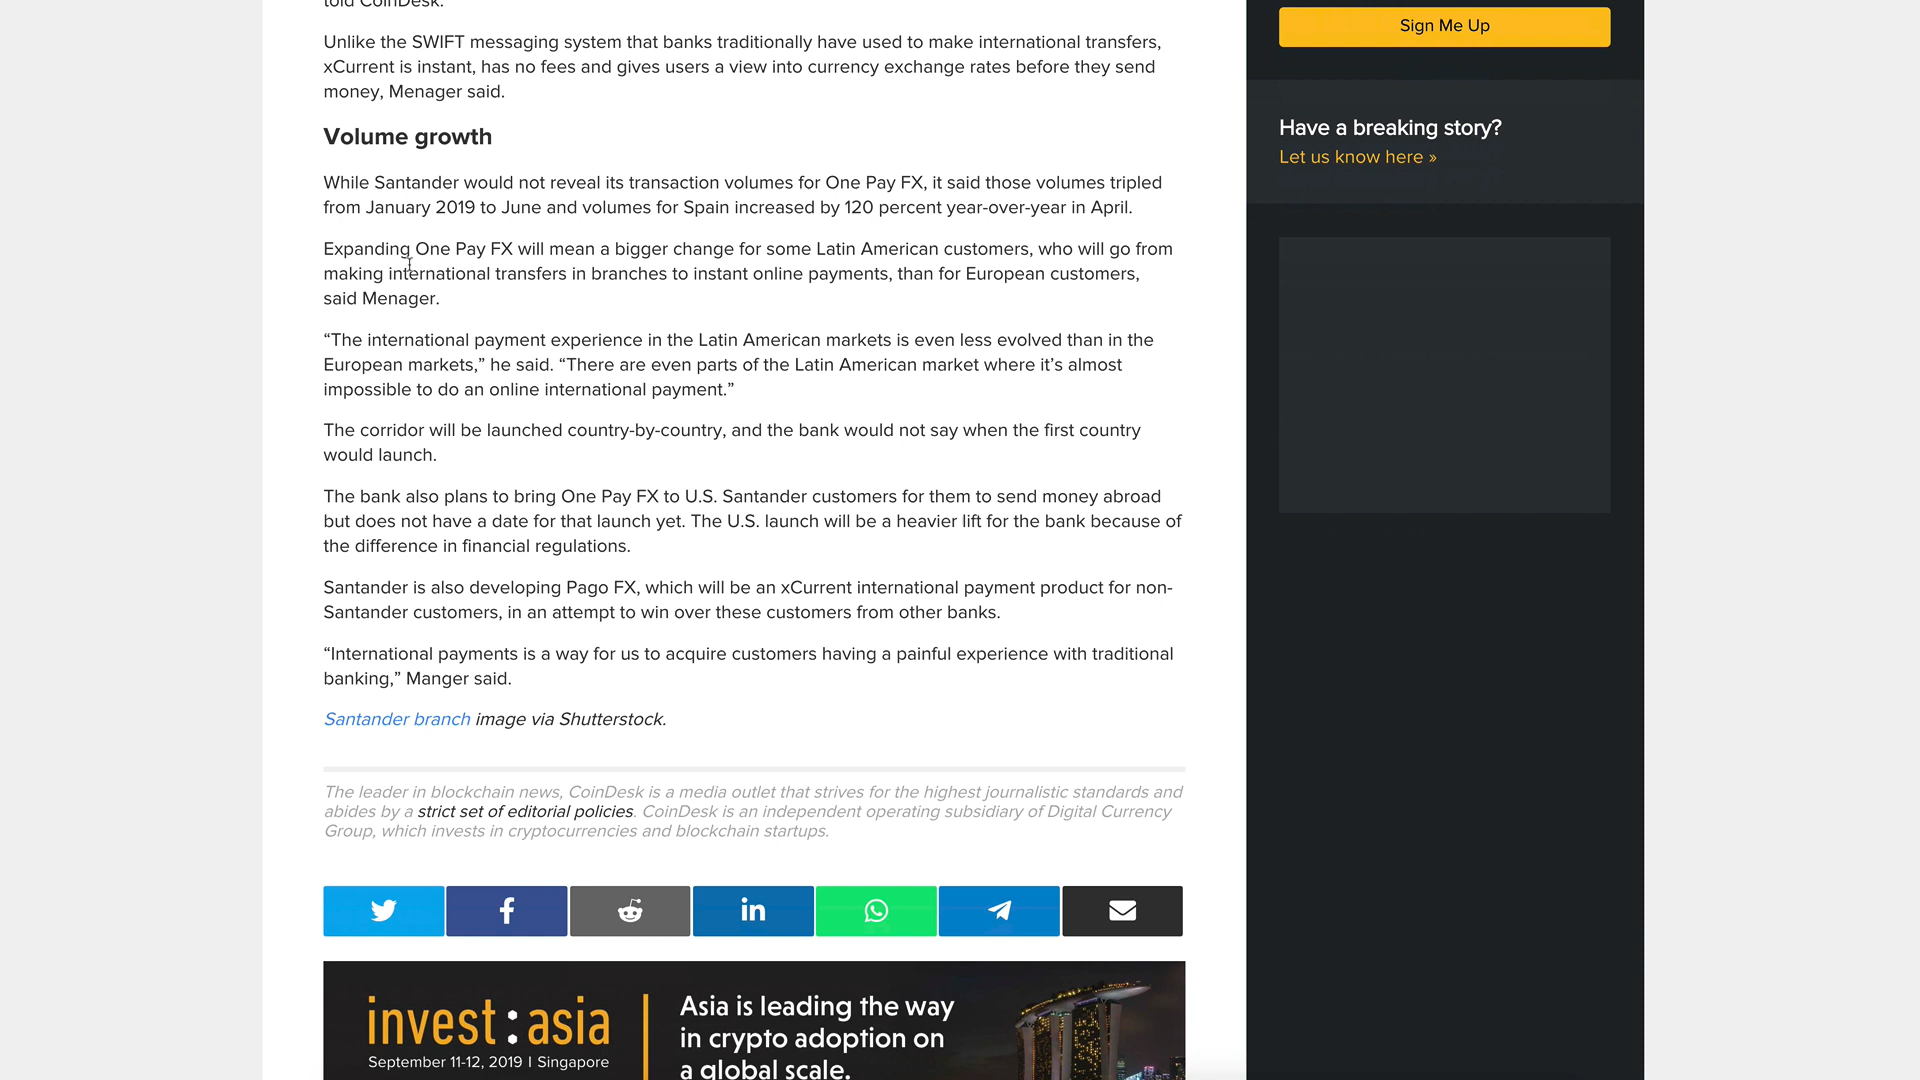 told CoinDesk.
Unlike the SWIFT messaging system that banks traditionally have used to make international transfers,
xCurrent is instant, has no fees and gives users a view into currency exchange rates before they send
money, Menager said.
Volume growth
While Santander would not reveal its transaction volumes for One Pay FX, it said those volumes tripled
from January 2019 to June and volumes for Spain increased by 120 percent year-over-year in April.
Expanding One Pay FX will mean a bigger change for some Latin American customers, who will go from
making international transfers in branches to instant online payments, than for European customers,
said Menager.
“The international payment experience in the Latin American markets is even less evolved than in the
European markets,” he said. “There are even parts of the Latin American market where it’s almost
impossible to do an online international payment.”
The corridor will be launched country-by-country, and the bank would not say when the first country
would launch.
The bank also plans to bring One Pay FX to U.S. Santander customers for them to send money abroad
but does not have a date for that launch yet. The U.S. launch will be a heavier lift for the bank because of
the difference in financial regulations.
Santander is also developing Pago FX, which will be an xCurrent international payment product for non-
Santander customers, in an attempt to win over these customers from other banks.
“International payments is a way for us to acquire customers having a painful experience with traditional
banking,” Manger said.
Santander branch image via Shutterstock.
The leader in blockchain news, CoinDesk is a media outlet that strives for the highest journalistic standards and
abides by a strict set of editorial policies. CoinDesk is an independent operating subsidiary of Digital Currency
Group, which invests in cryptocurrencies and blockchain startups.
invest:asia
September 11-12, 2019 | Singapore
Asia is leading the way
in crypto adoption on
a global scale.
Sign Me Up
Have a breaking story?
Let us know here »